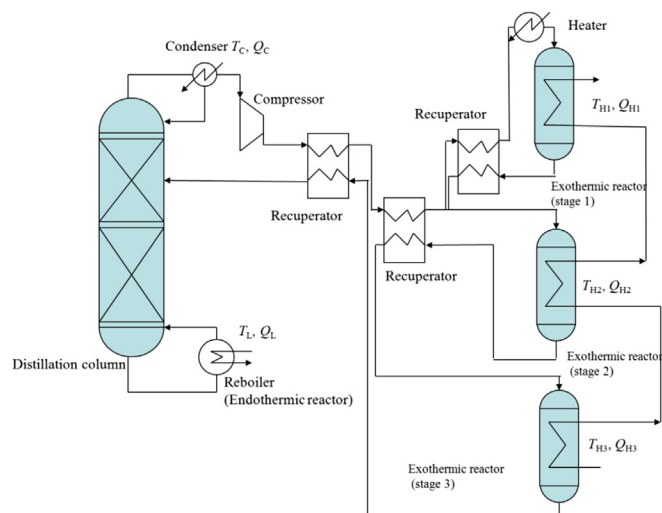 Heater
Condenser TC, QC
Compressor
Recuperator
TH1, QH1
Exothermic reactor
(stage 1)
Recuperator
Recuperator
TH2, QH2
TL, QL
Distillation column
Reboiler
(Endothermic reactor)
Exothermic reactor
(stage 2)
TH3, QH3
Exothermic reactor
(stage 3)